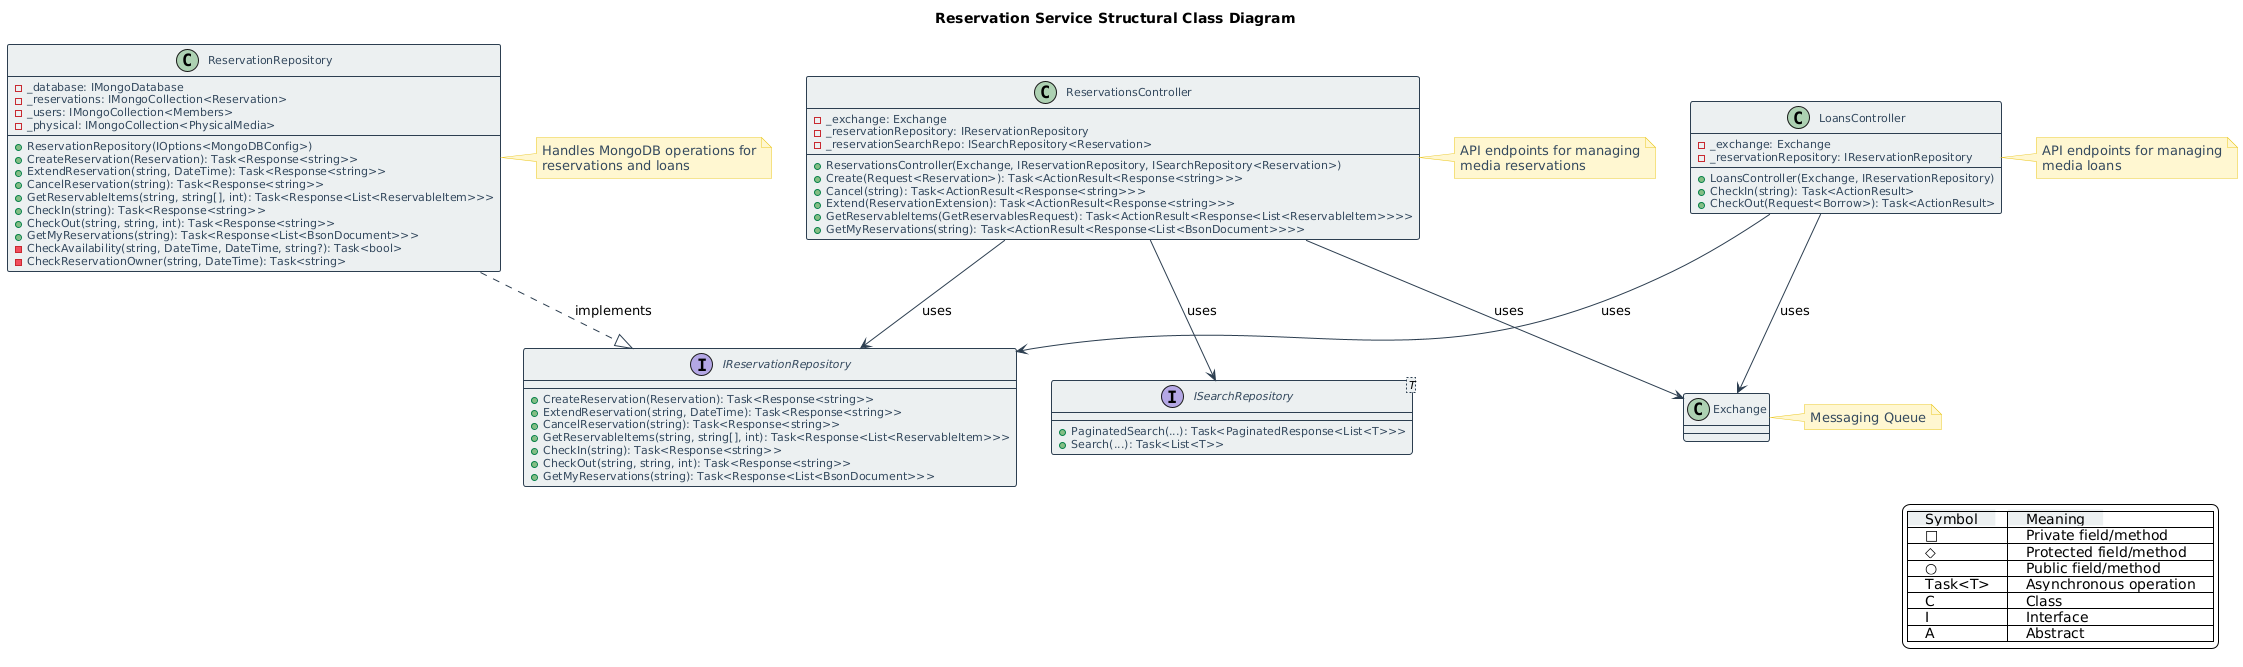 Reservation Service Structural Class Diagram
ReservationRepository
_database: IMongoDatabase
_reservations: IMongoCollection<Reservation>
_users: IMongoCollection<Members>
_physical: IMongoCollection<PhysicalMedia>
ReservationRepository(IOptions<MongoDBConfig>)
CreateReservation(Reservation): Task<Response<string>>
ExtendReservation(string, DateTime): Task<Response<string>>
CancelReservation(string): Task<Response<string>>
GetReservableItems(string, string[], int): Task<Response<List<ReservableItem>>>
CheckIn(string): Task<Response<string>>
CheckOut(string, string, int): Task<Response<string>>
GetMyReservations(string): Task<Response<List<BsonDocument>>>
CheckAvailability(string, DateTime, DateTime, string?): Task<bool>
CheckReservationOwner(string, DateTime): Task<string>
Handles MongoDB operations for
reservations and loans
ReservationsController
_exchange: Exchange
_reservationRepository: IReservationRepository
_reservationSearchRepo: ISearchRepository<Reservation>
ReservationsController(Exchange, IReservationRepository, ISearchRepository<Reservation>)
Create(Request<Reservation>): Task<ActionResult<Response<string>>>
Cancel(string): Task<ActionResult<Response<string>>>
Extend(ReservationExtension): Task<ActionResult<Response<string>>>
GetReservableItems(GetReservablesRequest): Task<ActionResult<Response<List<ReservableItem>>>>
GetMyReservations(string): Task<ActionResult<Response<List<BsonDocument>>>>
API endpoints for managing
media reservations
LoansController
_exchange: Exchange
_reservationRepository: IReservationRepository
LoansController(Exchange, IReservationRepository)
CheckIn(string): Task<ActionResult>
CheckOut(Request<Borrow>): Task<ActionResult>
API endpoints for managing
media loans
implements
uses
uses
uses
uses
uses
IReservationRepository
CreateReservation(Reservation): Task<Response<string>>
ExtendReservation(string, DateTime): Task<Response<string>>
CancelReservation(string): Task<Response<string>>
GetReservableItems(string, string[], int): Task<Response<List<ReservableItem>>>
CheckIn(string): Task<Response<string>>
CheckOut(string, string, int): Task<Response<string>>
GetMyReservations(string): Task<Response<List<BsonDocument>>>
ISearchRepository
T
PaginatedSearch(...): Task<PaginatedResponse<List<T>>>
Search(...): Task<List<T>>
Exchange
Messaging Queue
Symbol Meaning
□ Private field/method
◇ Protected field/method
○ Public field/method
Task<T> Asynchronous operation
C Class
I Interface
A Abstract